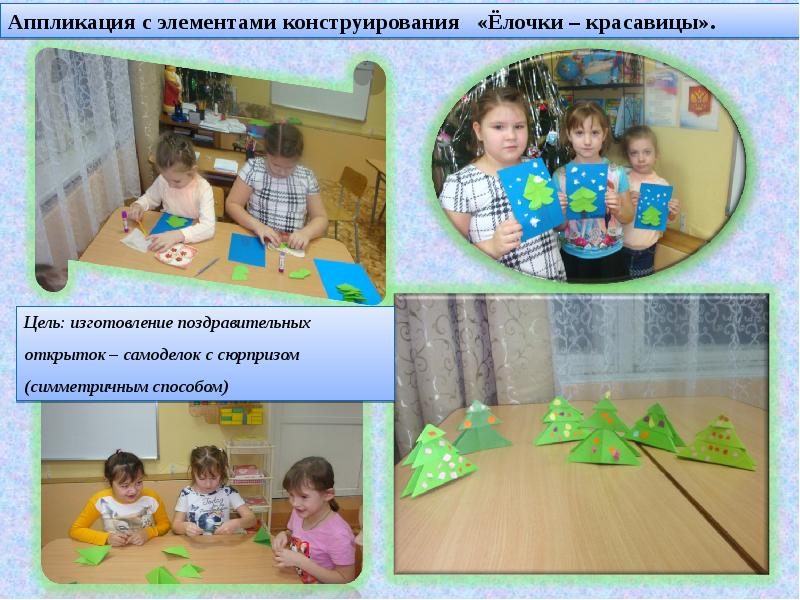 Аппликация с элементами конструирования «Ёлочки – красавицы».
Цель: изготовление поздравительных
открыток – самоделок с сюрпризом
(симметричным способом)